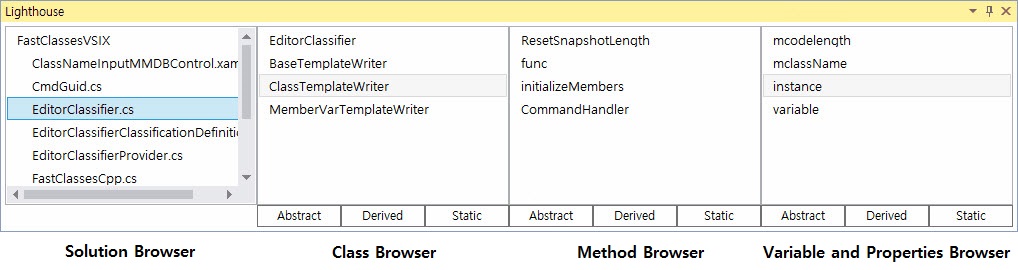 Lighthouse
FastClassesVSIX
ClassNameInputMMDBControl.xam
CmdGuid.cs
EditorClassifier.cs
EditorClassifierClassificationDefinitic
EditorClassifierProvider.cs
FastClassesCpp.cs
EditorClassifier
BaseTemplateWriter
ClassTemplateWriter
MemberVarTemplateWriter
Abstract
Derived
Static
ResetSnapshotLength
func
initializeMembers
CommandHandler
Abstract
Derived
Static
mcodelength
mclassName
instance
variable
Abstract
Derived
Static
Solution Browser
Class Browser
Method Browser
Variable and Properties Browser